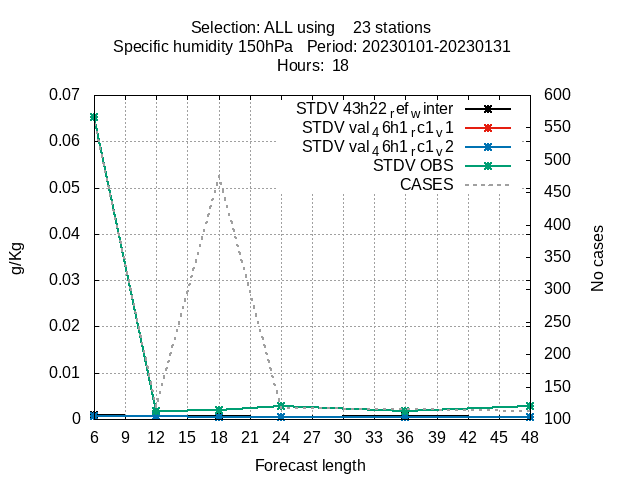 Selection: ALL using 23 stations
Specific humidity 150hPa Period: 20230101-20230131
Hours: 18
STDV 43h22refwinter
STDV val46h1rc1v1
STDV val46h1rc1v2
STDV OBS
CASES
0.07
0.06
0.05
0.04
0.03
0.02
0.01
0
g/Kg
600
550
500
450
400
350
300
250
200
150
100
No cases
6 9 12 15 18 21 24 27 30 33 36 39 42 45 48
Forecast length